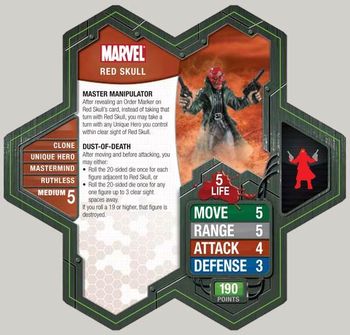 MARVEL
RED SKULL
MASTER MANIPULATOR
After revealing an Order Marker on
Red Skull's card, instead of taking that
turn with Red Skull, you may take a
turn with any Unique Hero you control
within clear sight of Red Skull.
DUST-OF-DEATH
After moving and before attacking, you
may either:
• Roll the 20-sided die once for each
figure adjacent to Red Skull, or
• Roll the 20-sided die once for any
one figure up to 3 clear sight
spaces away.
If you roll a 19 or higher, that figure is
destroyed.
CLONE
UNIQUE HERO
MASTERMIND
RUTHLESS
MEDIUM 5
5
LIFE
MOVE 5
RANGE 5
ATTACK 4
DEFENSE 3
190
POINTS